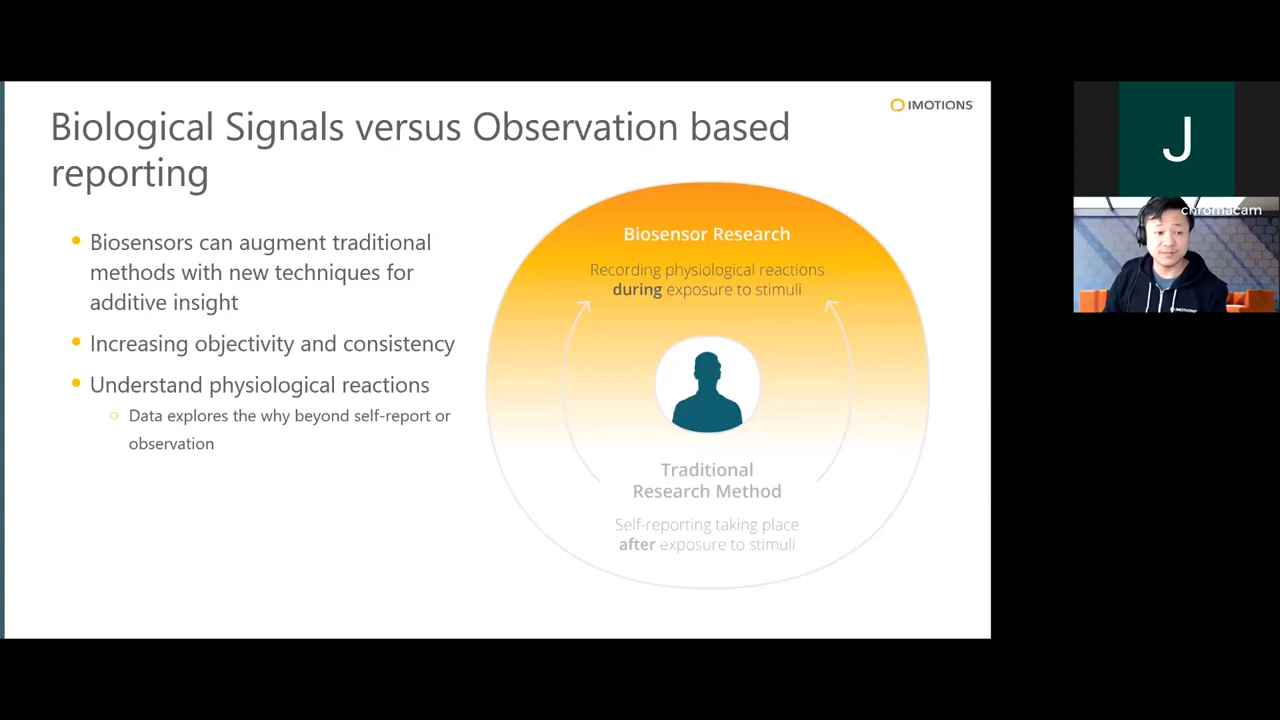 Biological Signals versus Observation based
reporting
IMOTIONS
Biosensors can augment traditional
methods with new techniques for
additive insight
Increasing objectivity and consistency
Understand physiological reactions
Data explores the why beyond self-report or
observation
Biosensor Research
Recording physiological reactions
during exposure to stimuli
Traditional
Research Method
Self-reporting taking place
after exposure to stimuli
J
chromacam
IMOTIONS